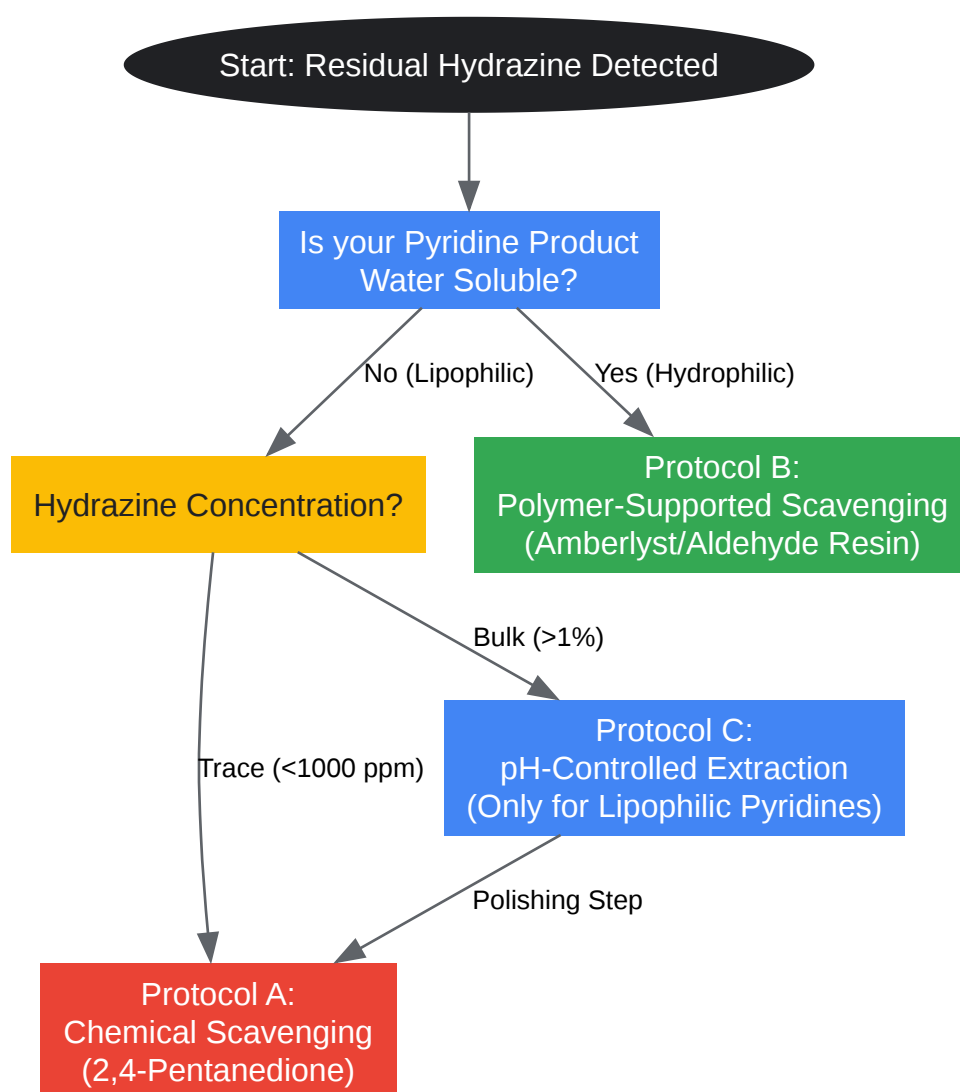 Start: Residual Hydrazine Detected
Is your Pyridine Product
Water Soluble?
No (Lipophilic)
Yes (Hydrophilic)
Hydrazine Concentration?
Protocol B:
Polymer-Supported Scavenging
(Amberlyst/Aldehyde Resin)
Bulk (>1%)
Trace (<1000 ppm)
Protocol C:
pH-Controlled Extraction
(Only for Lipophilic Pyridines)
Polishing Step
Protocol A:
Chemical Scavenging
(2,4-Pentanedione)